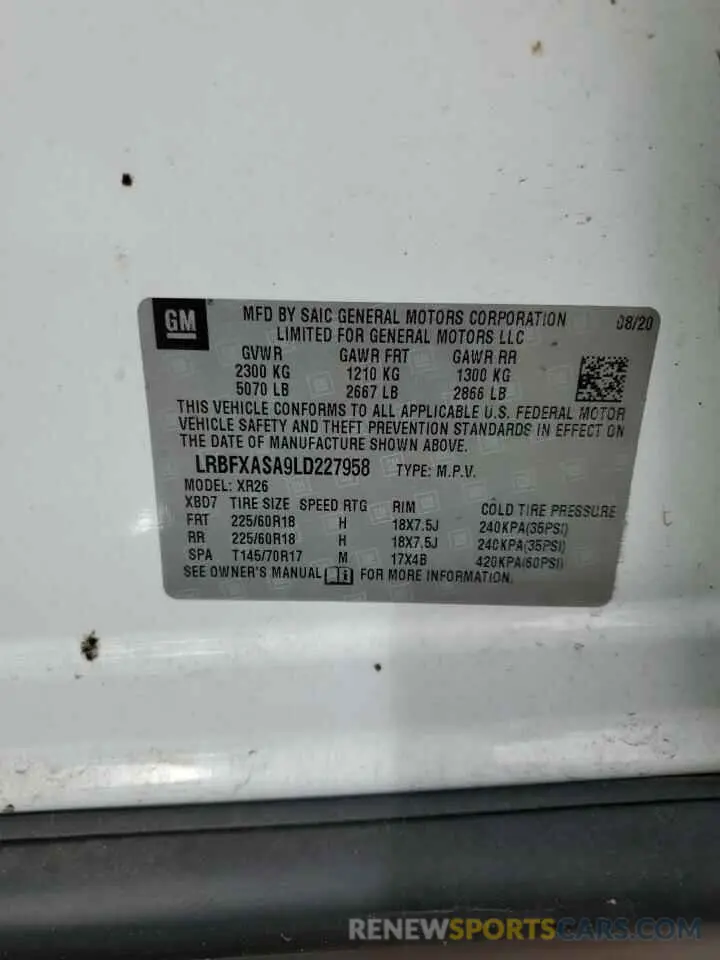 GM
MFD BY SAIC GENERAL MOTORS CORPORATION 08/20
LIMITED FOR GENERAL MOTORS LLC
GVWR GAWR FRT GAWR RR
2300 KG 1210 KG 1300 KG
5070 LB 2667 LB 2866 LB
THIS VEHICLE CONFORMS TO ALL APPLICABLE U.S. FEDERAL MOTOR
VEHICLE SAFETY AND THEFT PREVENTION STANDARDS IN EFFECT ON
THE DATE OF MANUFACTURE SHOWN ABOVE.
LRBFXASA9LD227958 TYPE: M.P.V.
MODEL: XR26
XBD7 TIRE SIZE SPEED RTG RIM COLD TIRE PRESSURE
FRT 225/60R18 H 18X7.5J 240KPA(35PSI)
RR 225/60R18 H 18X7.5J 240KPA(35PSI)
SPA T145/70R17 M 17X4B 420KPA(60PSI)
SEE OWNER'S MANUAL FOR MORE INFORMATION.
RENEWSPORTSCARS.COM